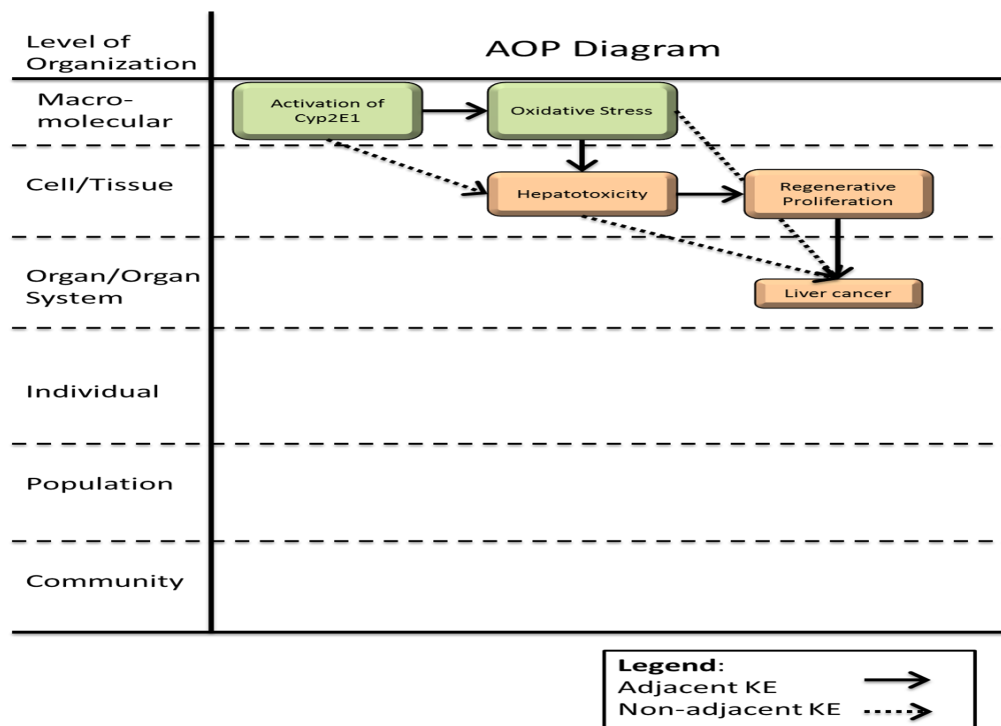 Level of
Organization
AOP Diagram
Macro-
molecular
Activation of
Cyp2E1
Oxidative Stress
Cell/Tissue
Hepatotoxicity
Regenerative
Proliferation
Organ/Organ
System
Liver cancer
Individual
Population
Community
Legend:
Adjacent KE
Non-adjacent KE